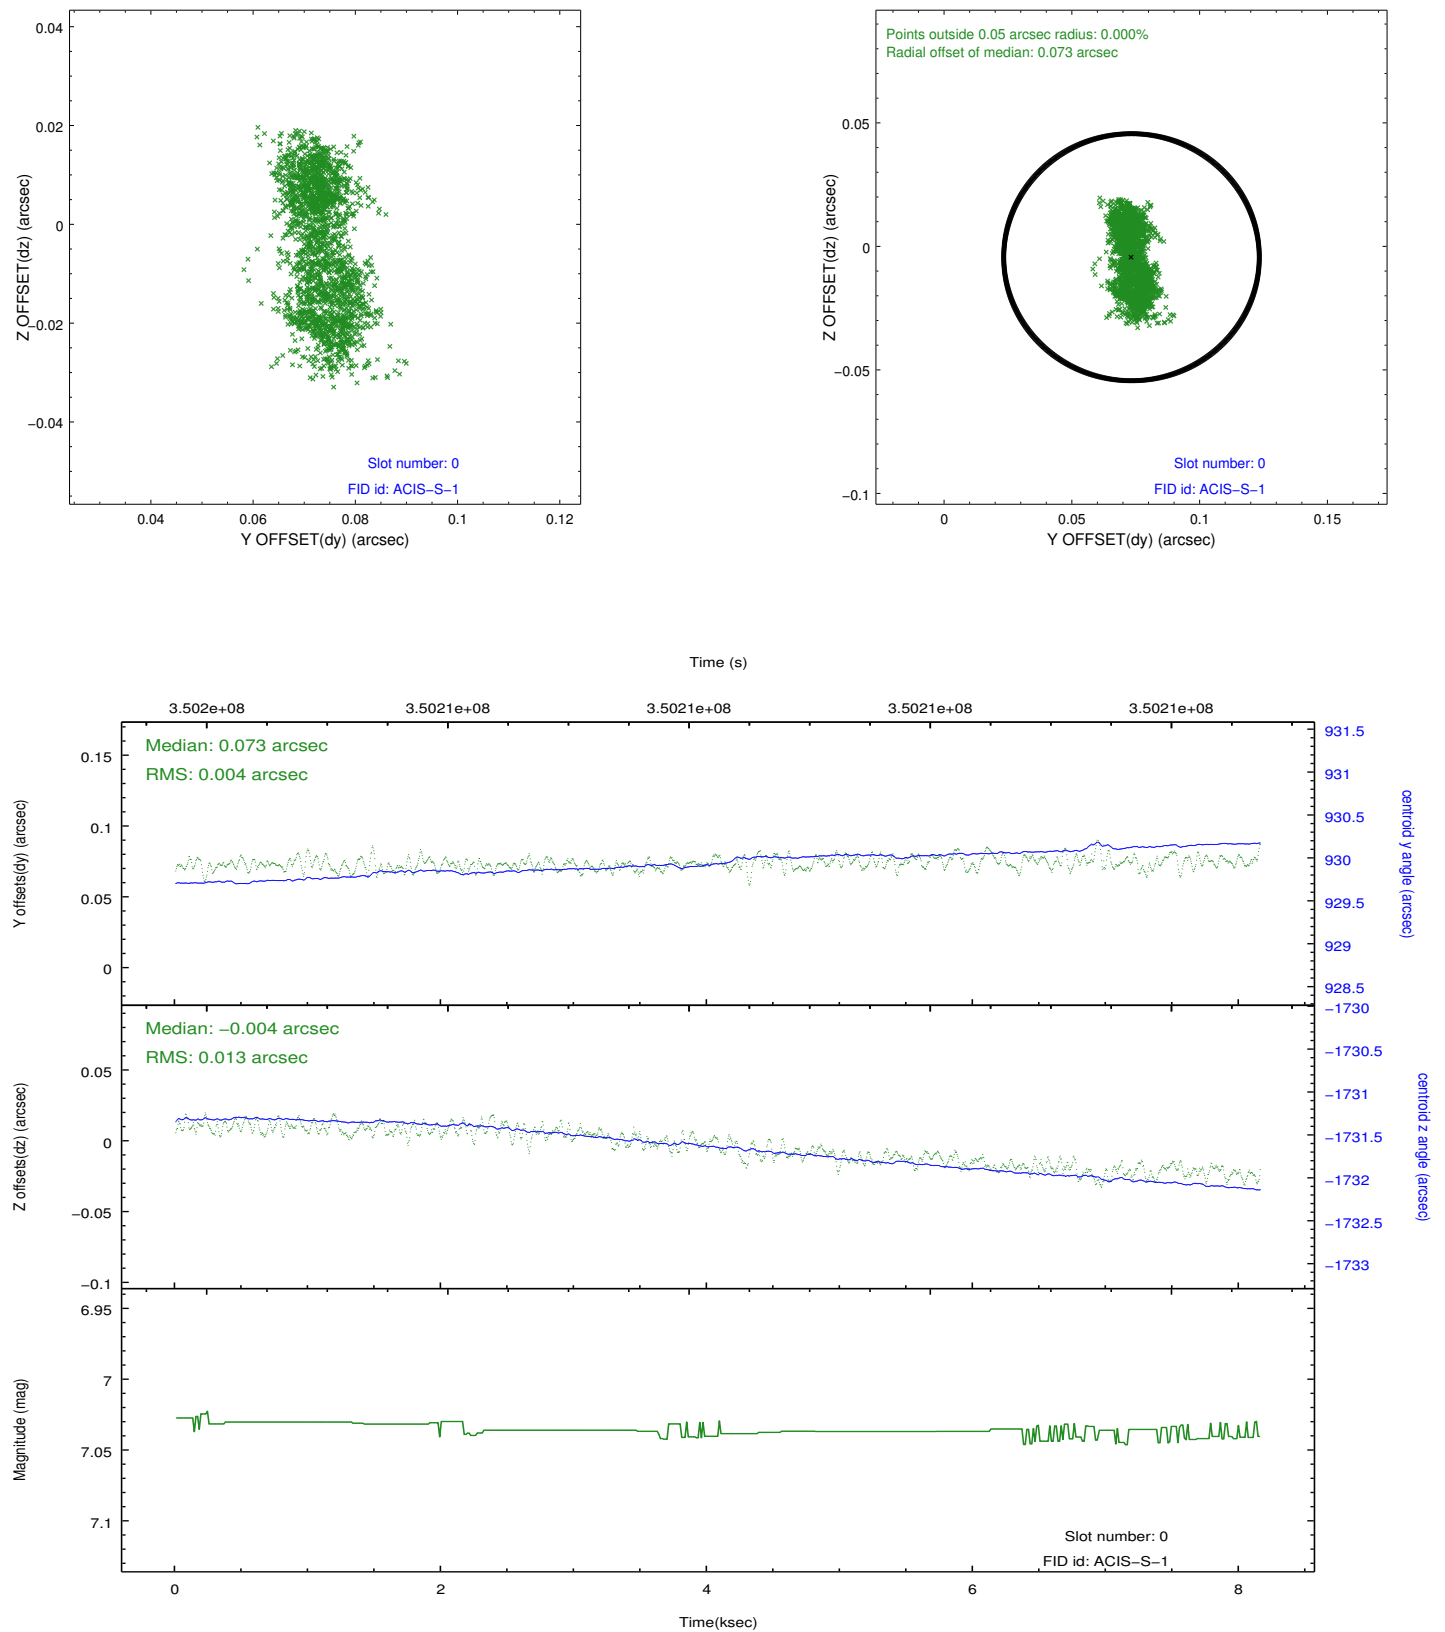 0.04
0.02
0
−0.02
−0.04
Z OFFSET(dz) (arcsec)
Slot number: 0
FID id: ACIS−S−1
0.04
0.06
0.08
0.1
0.12
Y OFFSET(dy) (arcsec)
Points outside 0.05 arcsec radius: 0.000%
Radial offset of median: 0.073 arcsec
0.05
0
−0.05
−0.1
Z OFFSET(dz) (arcsec)
Slot number: 0
FID id: ACIS−S−1
0
0.05
0.1
0.15
Y OFFSET(dy) (arcsec)
Time (s)
3.502e+08
3.5021e+08
3.5021e+08
3.5021e+08
3.5021e+08
Median: 0.073 arcsec
RMS: 0.004 arcsec
0.15
0.1
0.05
0
Y offsets(dy) (arcsec)
931.5
931
930.5
930
929.5
929
928.5
centroid y angle (arcsec)
Median: −0.004 arcsec
RMS: 0.013 arcsec
0.05
0
−0.05
−0.1
Z offsets(dz) (arcsec)
−1730
−1730.5
−1731
−1731.5
−1732
−1732.5
−1733
centroid z angle (arcsec)
6.95
7
7.05
7.1
Magnitude (mag)
Slot number: 0
FID id: ACIS−S−1
0
2
4
6
8
Time(ksec)